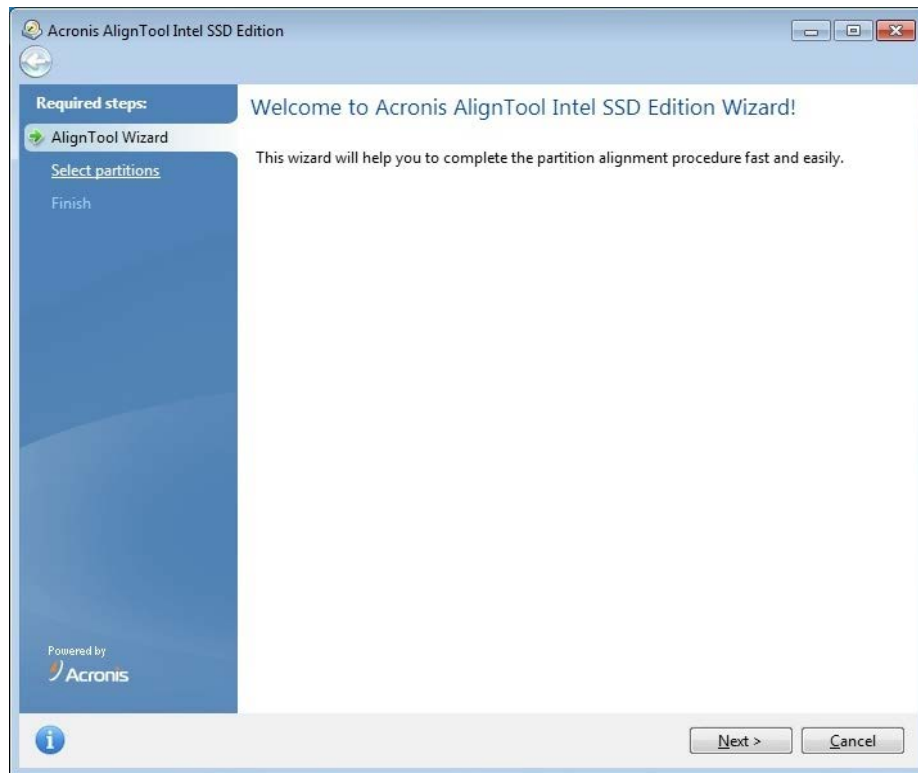 Acronis AlignTool Intel SSD Edition
Required steps:
AlignTool Wizard
Select partitions
Finish
Welcome to Acronis AlignTool Intel SSD Edition Wizard!
This wizard will help you to complete the partition alignment procedure fast and easily.
Powered by
Acronis
Next >
Cancel